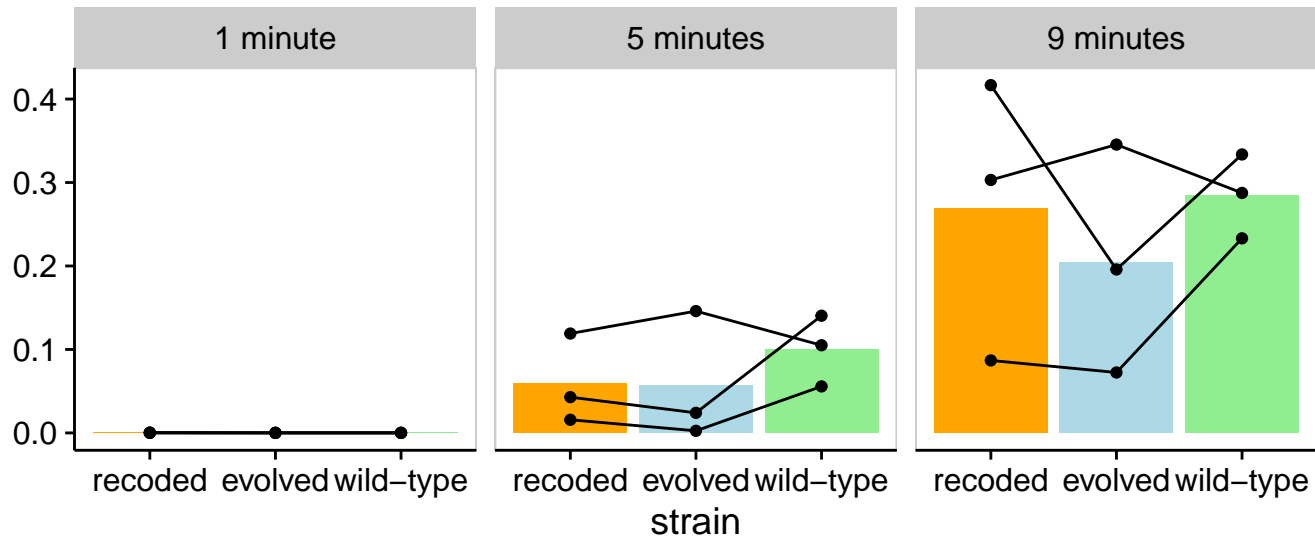 1 minute 5 minutes 9 minutes
0.4
0.3
0.2
0.1
0.0
recoded evolved wild−type recoded evolved wild−type recoded evolved wild−type
strain